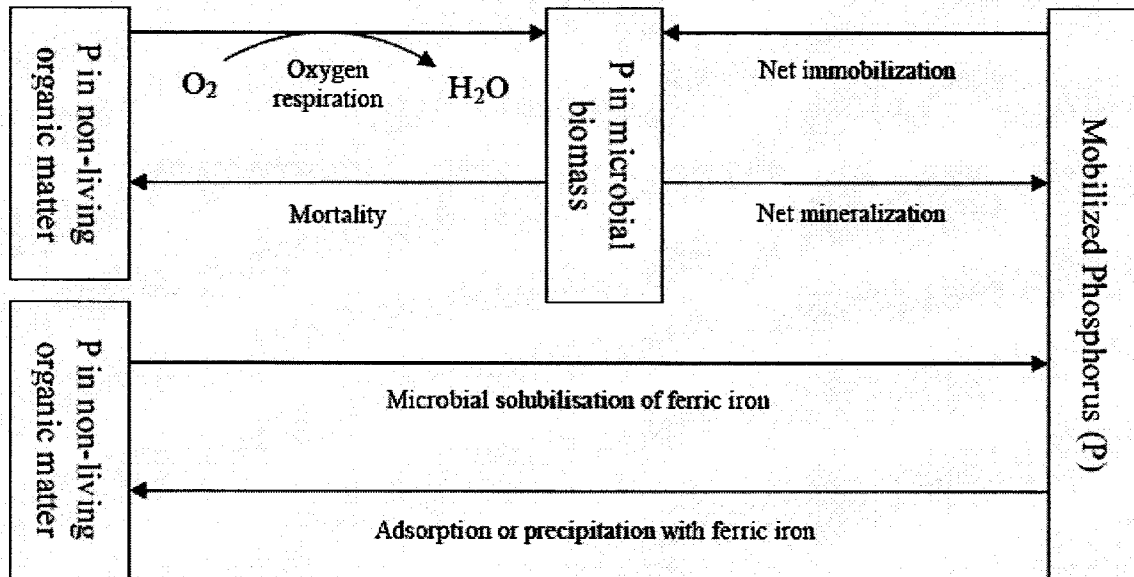 P in non-living
organic matter
O₂
Oxygen
respiration
H₂O
Mortality
P in microbial
biomass
Net immobilization
Net mineralization
Mobilized Phosphorus (P)
P in non-living
organic matter
Microbial solubilisation of ferric iron
Adsorption or precipitation with ferric iron